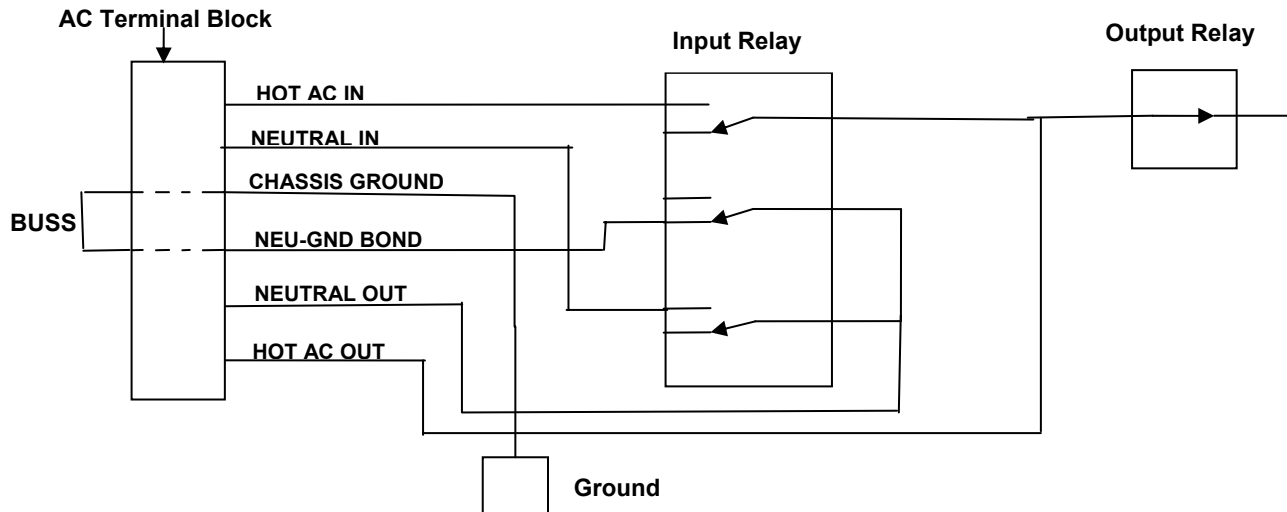 AC Terminal Block
Input Relay
Output Relay
HOT AC IN
NEUTRAL IN
CHASSIS GROUND
BUSS
NEU-GND BOND
NEUTRAL OUT
HOT AC OUT
Ground